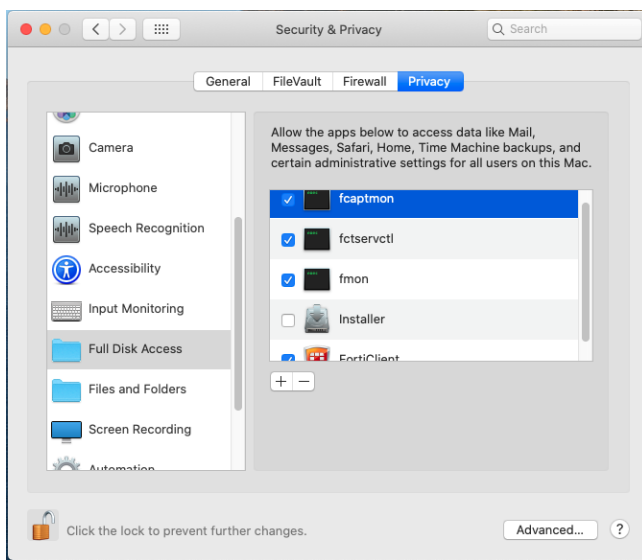 Security & Privacy
Search
General
FileVault
Firewall
Privacy
Camera
Microphone
Speech Recognition
Accessibility
Input Monitoring
Full Disk Access
Files and Folders
Screen Recording
Automation
Allow the apps below to access data like Mail,
Messages, Safari, Home, Time Machine backups, and
certain administrative settings for all users on this Mac.
fcaptmon
fctservctl
fmon
Installer
FortiClient
+ −
Click the lock to prevent further changes.
Advanced...
?